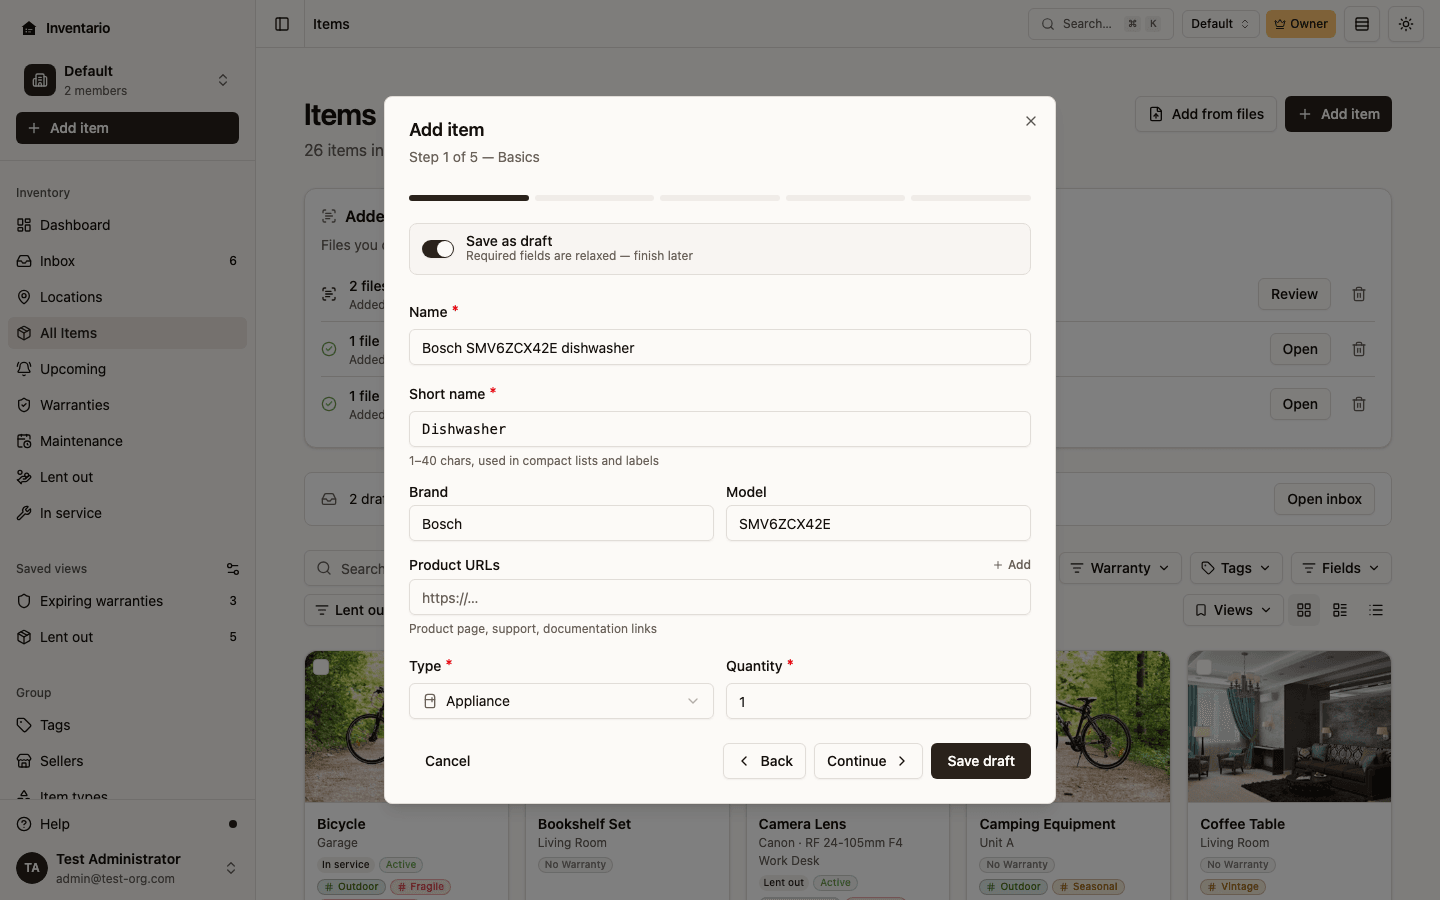 Inventario
Default
2 members
Add item
Inventory
Dashboard
Inbox 6
Locations
All Items
Upcoming
Warranties
Maintenance
Lent out
In service
Saved views
Expiring warranties 3
Lent out 5
Group
Tags
Sellers
Item types
Help
TA
Test Administrator
admin@test-org.com
Items
Search... ⌘ K
Default
Owner
Items
26 items in
Add from files
Add item
Adde
Files you
2 files
Added
Review
1 file
Added
Open
1 file
Added
Open
2 dra
Open inbox
Search
Warranty
Tags
Fields
Lent ou
Views
Add item
Step 1 of 5 — Basics
Save as draft
Required fields are relaxed — finish later
Name *
Bosch SMV6ZCX42E dishwasher
Short name *
Dishwasher
1–40 chars, used in compact lists and labels
Brand Model
Bosch SMV6ZCX42E
Product URLs + Add
https://...
Product page, support, documentation links
Type * Quantity *
Appliance 1
Cancel Back Continue Save draft
Bicycle
Garage
In service Active
# Outdoor # Fragile
Bookshelf Set
Living Room
No Warranty
Camera Lens
Canon · RF 24-105mm F4
Work Desk
Lent out Active
Camping Equipment
Unit A
No Warranty
# Outdoor # Seasonal
Coffee Table
Living Room
No Warranty
# Vintage